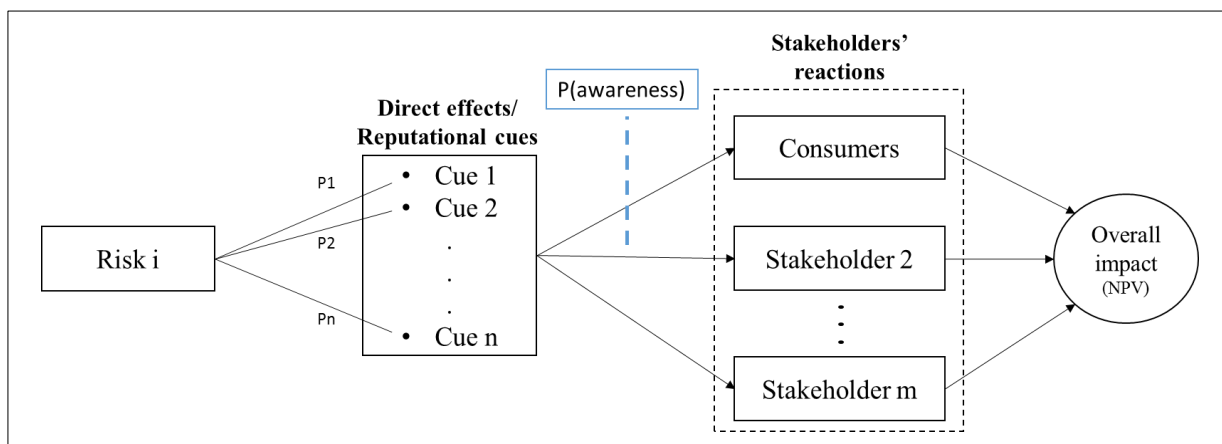 Stakeholders'
reactions
P(awareness)
Direct effects/
Reputational cues
Consumers
P1
• Cue 1
• Cue 2
P2
.
.
.
Risk i
Stakeholder 2
Overall
impact
(NPV)
Pn
• Cue n
Stakeholder m